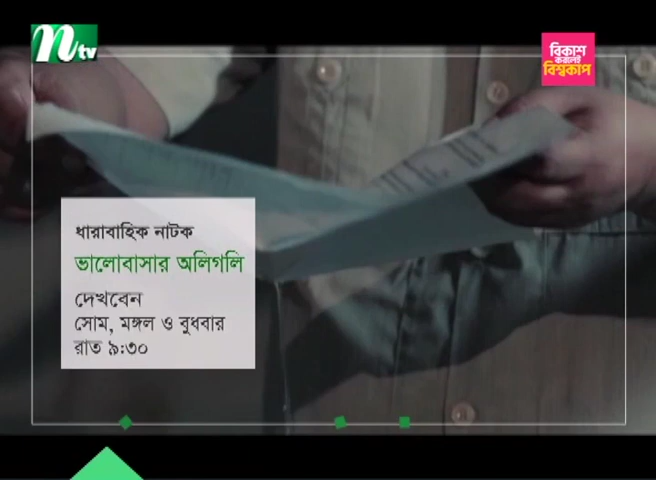 ntv
বিকাশ
করলেই
বিশ্বকাপ
ধারাবাহিক নাটক
ভালোবাসার অলিগলি
দেখবেন
সোম, মঙ্গল ও বুধবার
রাত ৯:৩০